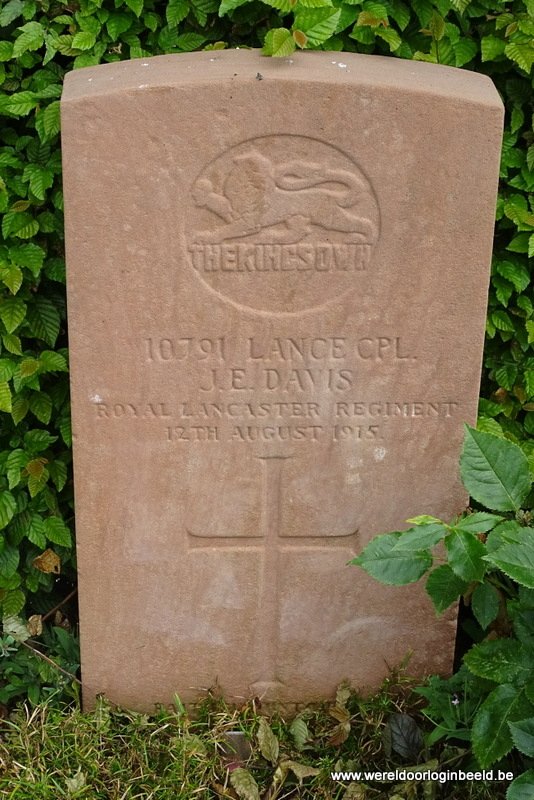 THE KING'S OWN
10791 LANCE CPL.
J.E. DAVIS
ROYAL LANCASTER REGIMENT
12TH AUGUST 1915.
www.wereldoorloginbeeld.be